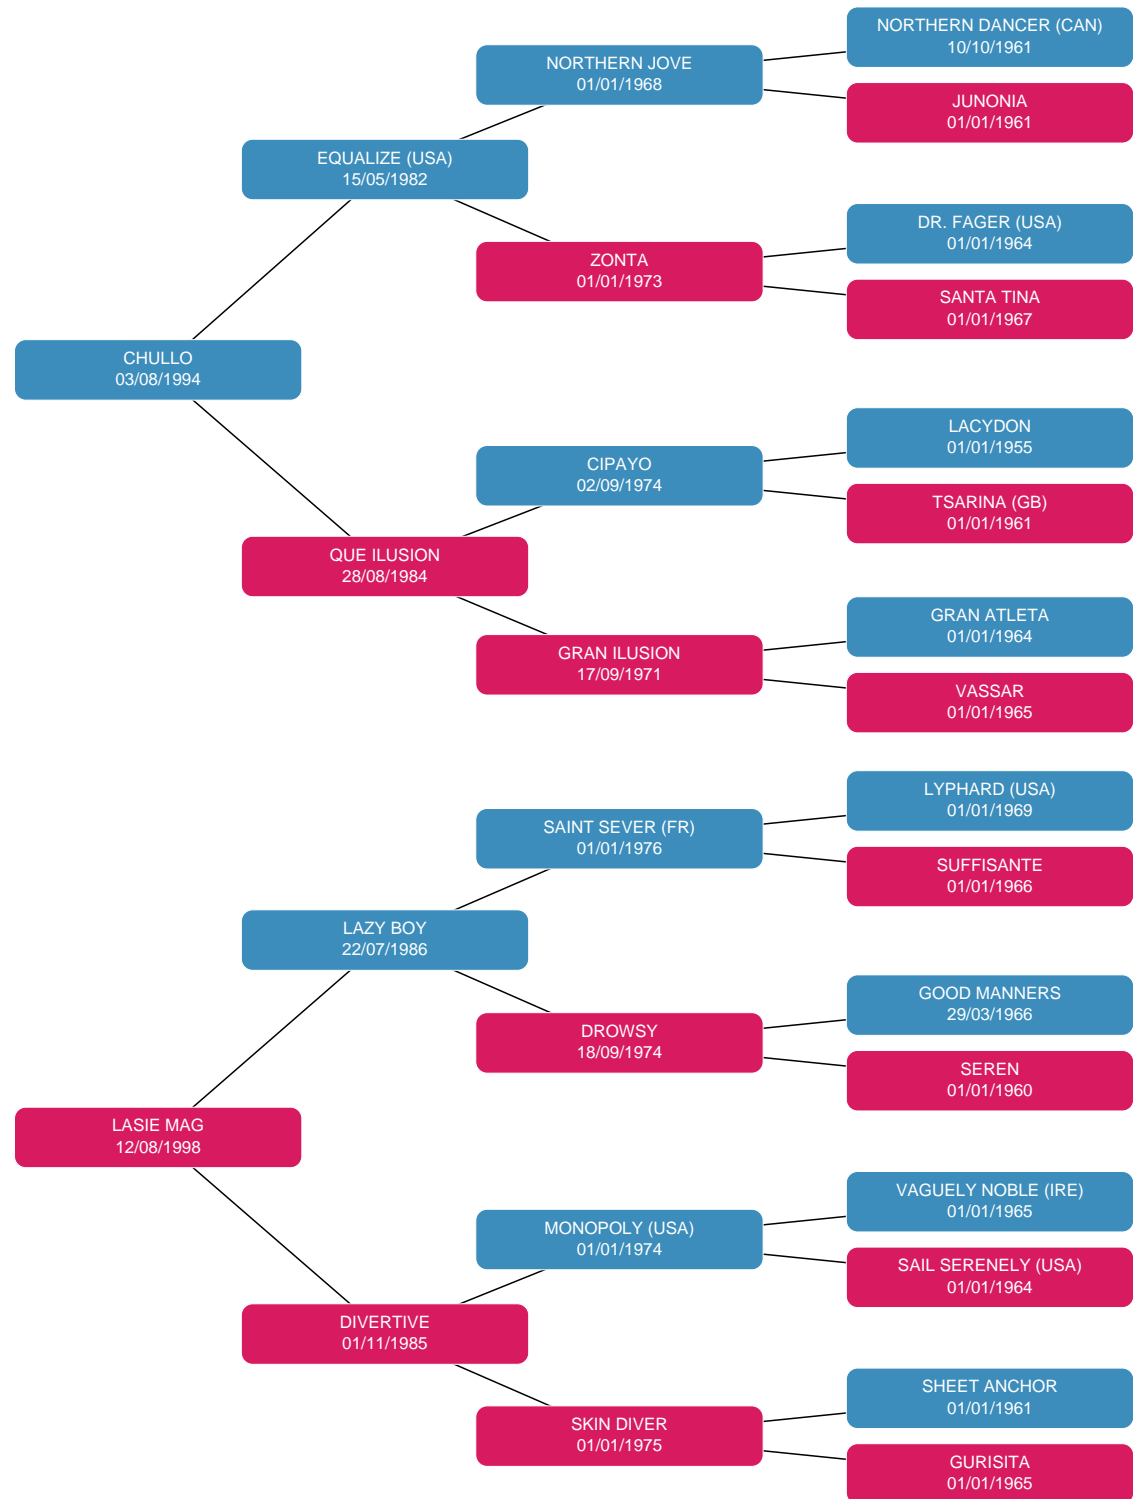 NORTHERN DANCER (CAN)
10/10/1961
NORTHERN JOVE
01/01/1968
JUNONIA
01/01/1961
EQUALIZE (USA)
15/05/1982
DR. FAGER (USA)
01/01/1964
ZONTA
01/01/1973
SANTA TINA
01/01/1967
CHULLO
03/08/1994
LACYDON
01/01/1955
CIPAYO
02/09/1974
TSARINA (GB)
01/01/1961
QUE ILUSION
28/08/1984
GRAN ATLETA
01/01/1964
GRAN ILUSION
17/09/1971
VASSAR
01/01/1965
LYPHARD (USA)
01/01/1969
SAINT SEVER (FR)
01/01/1976
SUFFISANTE
01/01/1966
LAZY BOY
22/07/1986
GOOD MANNERS
29/03/1966
DROWSY
18/09/1974
SEREN
01/01/1960
LASIE MAG
12/08/1998
VAGUELY NOBLE (IRE)
01/01/1965
MONOPOLY (USA)
01/01/1974
SAIL SERENELY (USA)
01/01/1964
DIVERTIVE
01/11/1985
SHEET ANCHOR
01/01/1961
SKIN DIVER
01/01/1975
GURISITA
01/01/1965